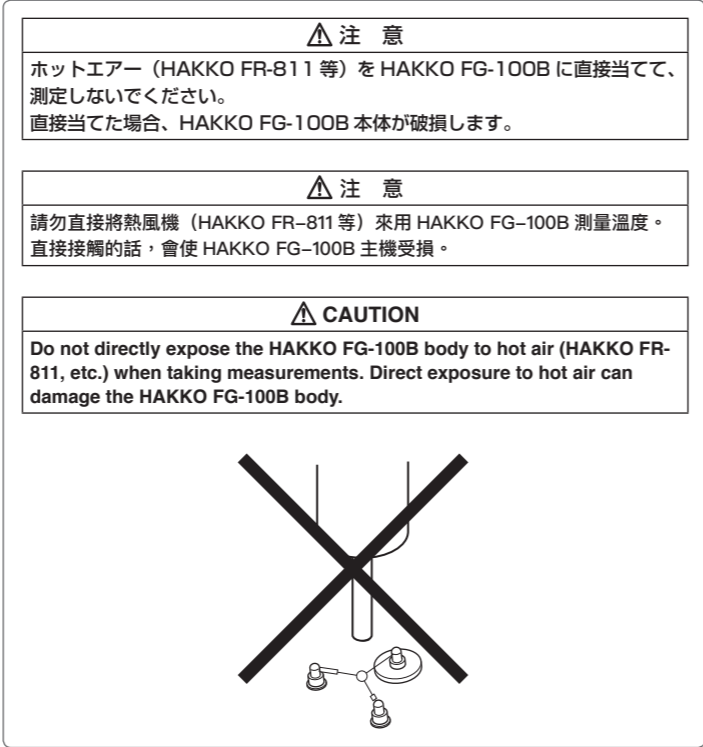 ⚠ 注　意
ホットエアー（HAKKO FR-811 等）を HAKKO FG-100B に直接当てて、
測定しないでください。
直接当てた場合、HAKKO FG-100B 本体が破損します。
⚠ 注　意
請勿直接將熱風機（HAKKO FR–811 等）來用 HAKKO FG–100B 測量溫度。
直接接觸的話，會使 HAKKO FG–100B 主機受損。
⚠ CAUTION
Do not directly expose the HAKKO FG-100B body to hot air (HAKKO FR-
811, etc.) when taking measurements. Direct exposure to hot air can
damage the HAKKO FG-100B body.